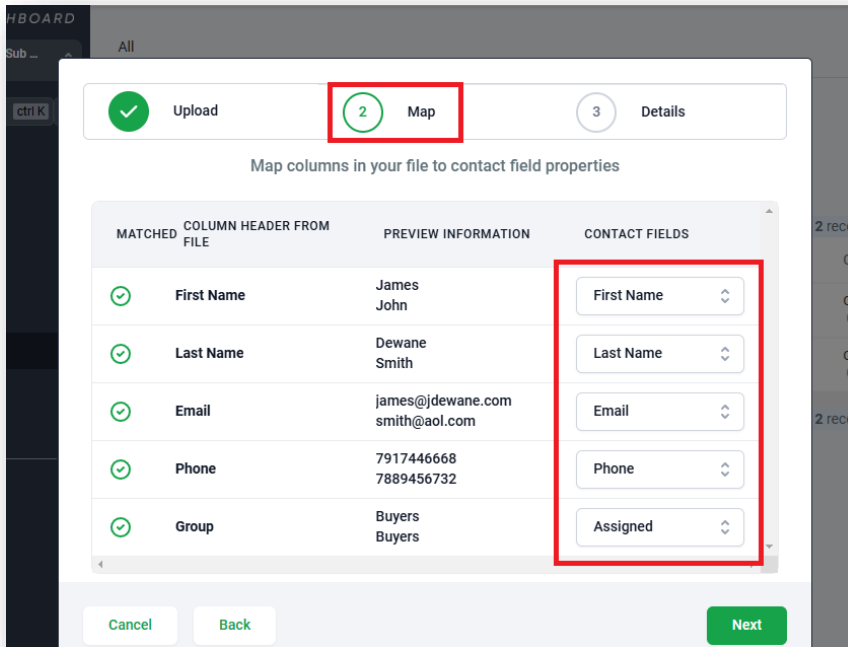 HBOARD
Sub ...
All
ctrl K
Upload
2 Map
3 Details
Map columns in your file to contact field properties
MATCHED COLUMN HEADER FROM FILE PREVIEW INFORMATION CONTACT FIELDS
First Name James John First Name
Last Name Dewane Smith Last Name
Email james@jdewane.com smith@aol.com Email
Phone 7917446668 7889456732 Phone
Group Buyers Buyers Assigned
2 rec
2 rec
Cancel Back Next